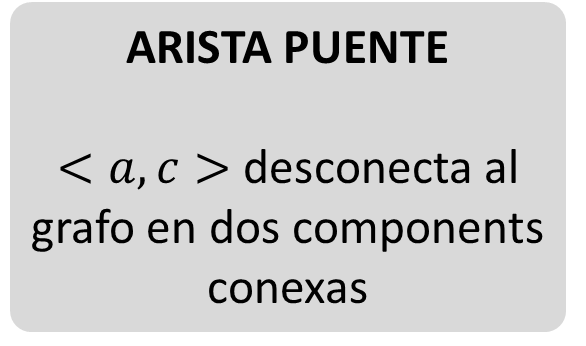 ARISTA PUENTE
< a, c > desconecta al
grafo en dos components
conexas